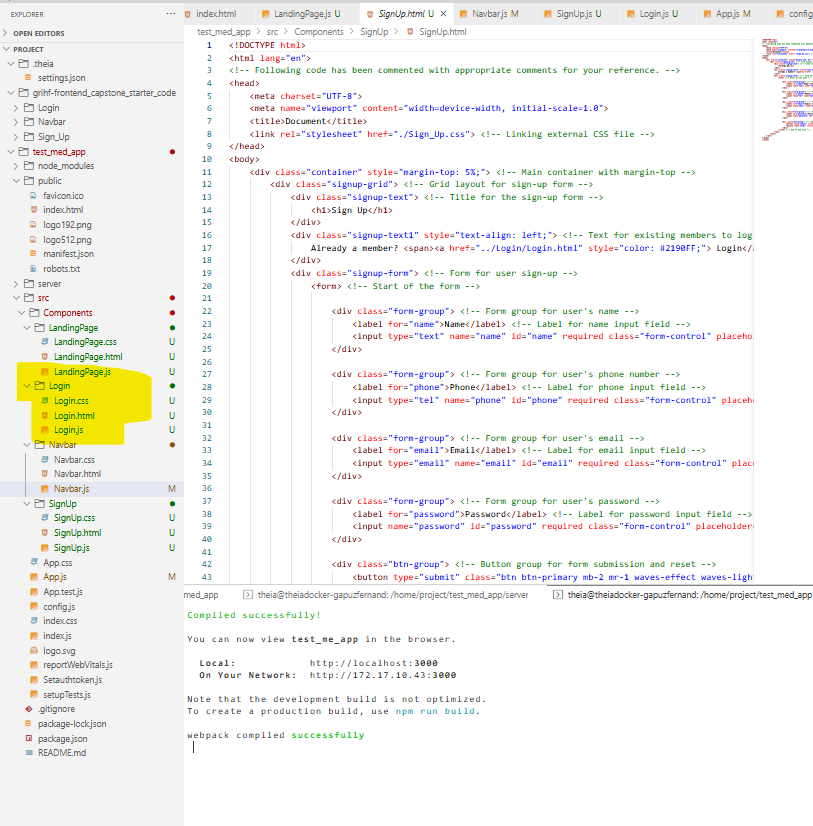 EXPLORER ···
OPEN EDITORS
PROJECT
.theia
settings.json
grihf-frontend_capstone_starter_code
Login
Navbar
Sign_Up
test_med_app
node_modules
public
favicon.ico
index.html
logo192.png
logo512.png
manifest.json
robots.txt
server
src
Components
LandingPage
LandingPage.css U
LandingPage.html U
LandingPage.js U
Login
Login.css U
Login.html U
Login.js U
Navbar
Navbar.css
Navbar.html
Navbar.js M
SignUp
SignUp.css U
SignUp.html U
SignUp.js U
App.css
App.js M
App.test.js
config.js
index.css
index.js
logo.svg
reportWebVitals.js
Setauthtoken.js
setupTests.js
.gitignore
package-lock.json
package.json
README.md
index.html LandingPage.js U SignUp.html U × Navbar.js M SignUp.js U Login.js U App.js M config
test_med_app > src > Components > SignUp > SignUp.html
1 <!DOCTYPE html>
2 <html lang="en">
3 <!-- Following code has been commented with appropriate comments for your reference. -->
4 <head>
5 <meta charset="UTF-8">
6 <meta name="viewport" content="width=device-width, initial-scale=1.0">
7 <title>Document</title>
8 <link rel="stylesheet" href="./Sign_Up.css"> <!-- Linking external CSS file -->
9 </head>
10 <body>
11 <div class="container" style="margin-top: 5%;"> <!-- Main container with margin-top -->
12 <div class="signup-grid"> <!-- Grid layout for sign-up form -->
13 <div class="signup-text"> <!-- Title for the sign-up form -->
14 <h1>Sign Up</h1>
15 </div>
16 <div class="signup-text1" style="text-align: left;"> <!-- Text for existing members to log
17 Already a member? <span><a href="../Login/Login.html" style="color: #2190FF;"> Login</
18 </div>
19 <div class="signup-form"> <!-- Form for user sign-up -->
20 <form> <!-- Start of the form -->
21
22 <div class="form-group"> <!-- Form group for user's name -->
23 <label for="name">Name</label> <!-- Label for name input field -->
24 <input type="text" name="name" id="name" required class="form-control" placeho
25 </div>
26
27 <div class="form-group"> <!-- Form group for user's phone number -->
28 <label for="phone">Phone</label> <!-- Label for phone input field -->
29 <input type="tel" name="phone" id="phone" required class="form-control" placeh
30 </div>
31
32 <div class="form-group"> <!-- Form group for user's email -->
33 <label for="email">Email</label> <!-- Label for email input field -->
34 <input type="email" name="email" id="email" required class="form-control" plac
35 </div>
36
37 <div class="form-group"> <!-- Form group for user's password -->
38 <label for="password">Password</label> <!-- Label for password input field -->
39 <input name="password" id="password" required class="form-control" placeholder
40 </div>
41
42 <div class="btn-group"> <!-- Button group for form submission and reset -->
43 <button type="submit" class="btn btn-primary mb-2 mr-1 waves-effect waves-ligh
med_app theia@theiadocker-gapuzfernand: /home/project/test_med_app/server theia@theiadocker-gapuzfernand: /home/project/test_med_app
Compiled successfully!
You can now view test_me_app in the browser.
Local: http://localhost:3000
On Your Network: http://172.17.10.43:3000
Note that the development build is not optimized.
To create a production build, use npm run build.
webpack compiled successfully